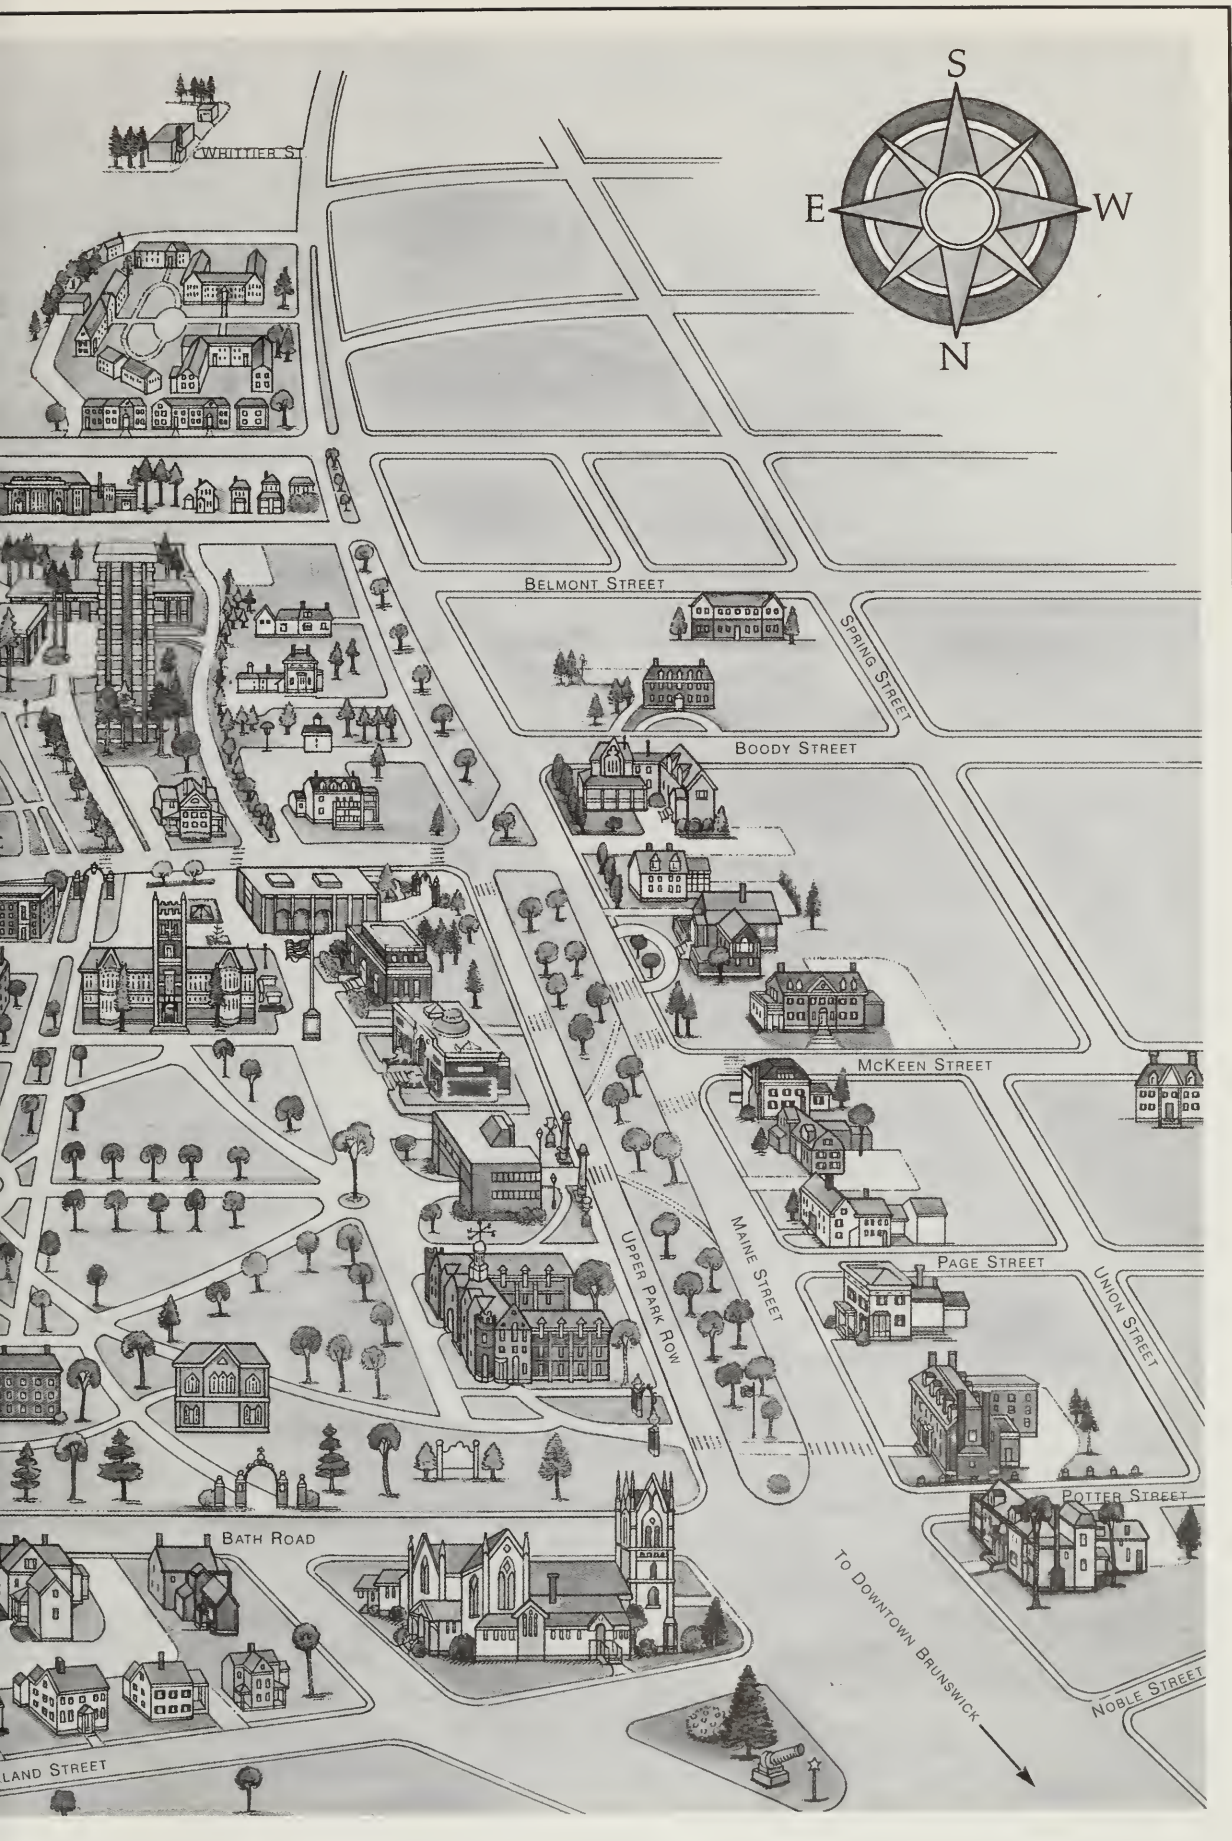 S
WHITTIER ST
E
W
N
BELMONT STREET
SPRING STREET
BOODY STREET
MCKEEN STREET
MAINE STREET
UPPER PARK ROW
PAGE STREET
UNION STREET
POTTER STREET
BATH ROAD
TO DOWNTOWN BRUNSWICK
NOBLE STREET
LAND STREET